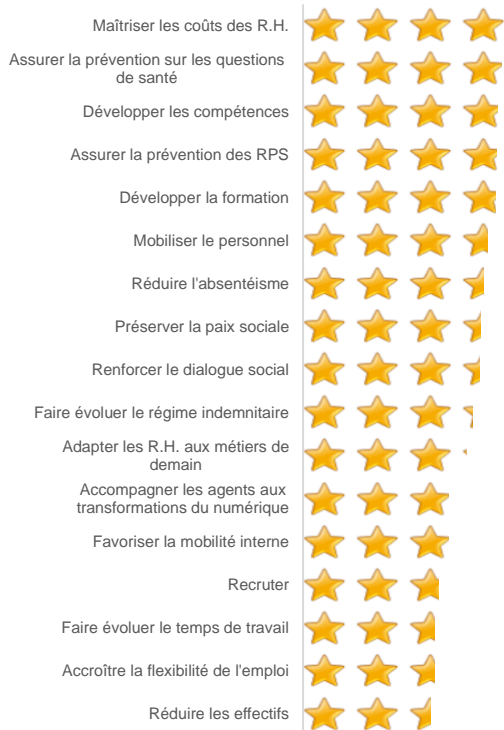 Maîtriser les coûts des R.H.
Assurer la prévention sur les questions
de santé
Développer les compétences
Assurer la prévention des RPS
Développer la formation
Mobiliser le personnel
Réduire l'absentéisme
Préserver la paix sociale
Renforcer le dialogue social
Faire évoluer le régime indemnitaire
Adapter les R.H. aux métiers de
demain
Accompagner les agents aux
transformations du numérique
Favoriser la mobilité interne
Recruter
Faire évoluer le temps de travail
Accroître la flexibilité de l'emploi
Réduire les effectifs